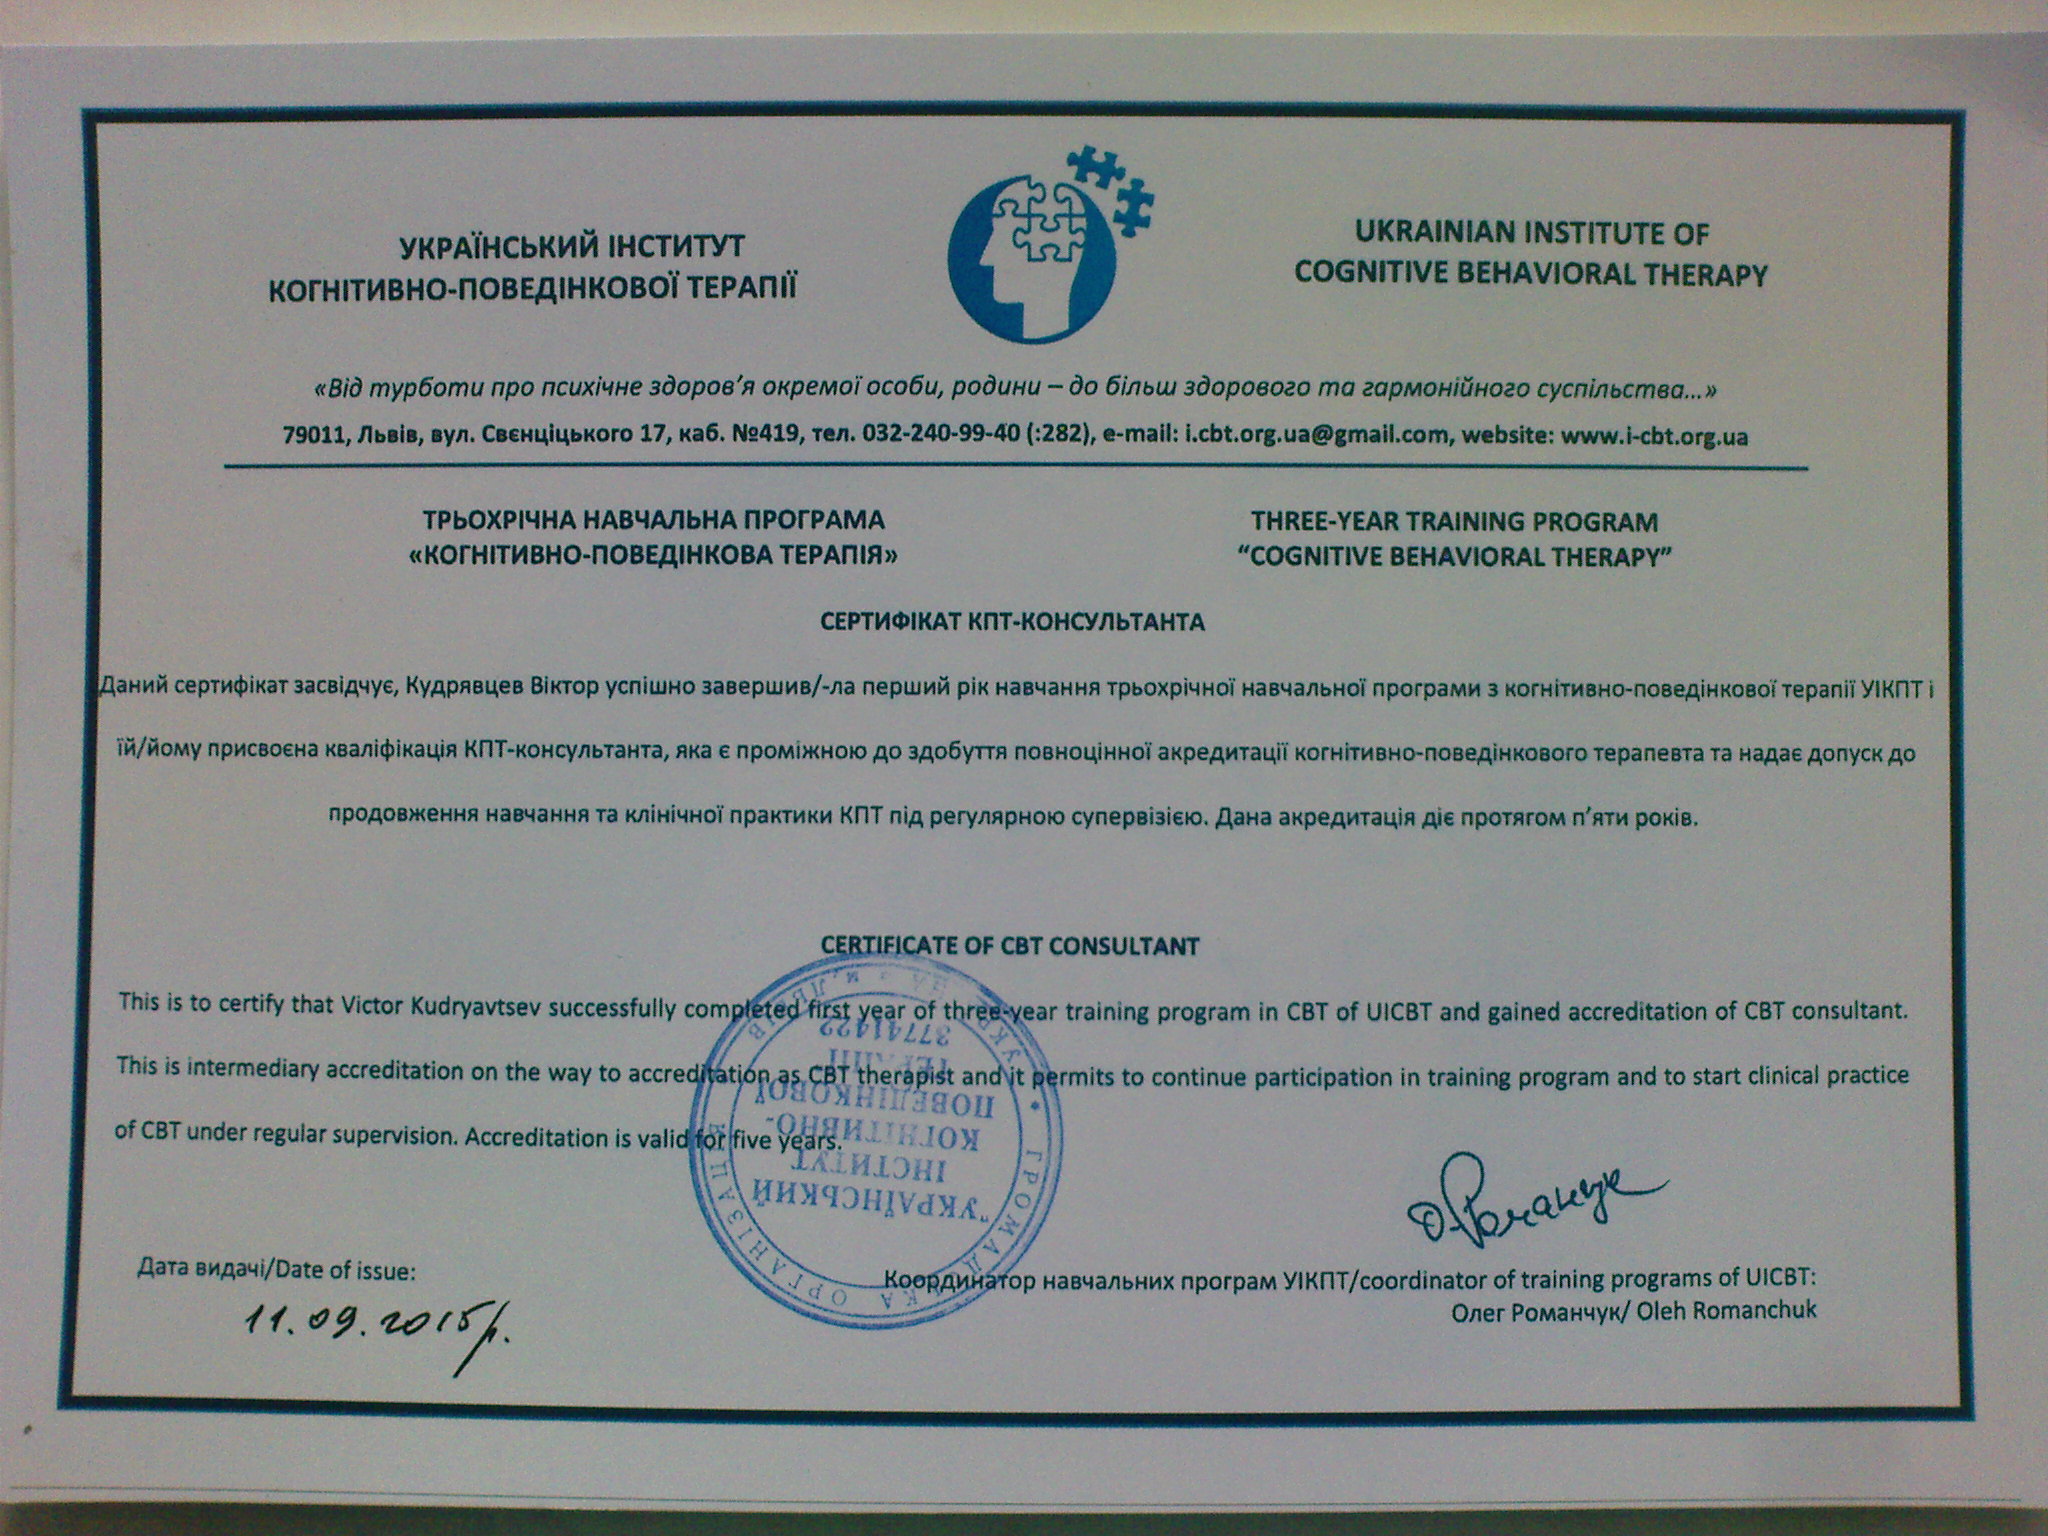 УКРАЇНСЬКИЙ ІНСТИТУТ
КОГНІТИВНО-ПОВЕДІНКОВОЇ ТЕРАПІЇ
UKRAINIAN INSTITUTE OF
COGNITIVE BEHAVIORAL THERAPY
«Від турботи про психічне здоров’я окремої особи, родини – до більш здорового та гармонійного суспільства...»
79011, Львів, вул. Свєнціцького 17, каб. №419, тел. 032-240-99-40 (:282), e-mail: i.cbt.org.ua@gmail.com, website: www.i-cbt.org.ua
ТРЬОХРІЧНА НАВЧАЛЬНА ПРОГРАМА
«КОГНІТИВНО-ПОВЕДІНКОВА ТЕРАПІЯ»
THREE-YEAR TRAINING PROGRAM
“COGNITIVE BEHAVIORAL THERAPY”
СЕРТИФІКАТ КПТ-КОНСУЛЬТАНТА
Даний сертифікат засвідчує, Кудрявцев Віктор успішно завершив/-ла перший рік навчання трьохрічної навчальної програми з когнітивно-поведінкової терапії УІКПТ і
їй/йому присвоєна кваліфікація КПТ-консультанта, яка є проміжною до здобуття повноцінної акредитації когнітивно-поведінкового терапевта та надає допуск до
продовження навчання та клінічної практики КПТ під регулярною супервізією. Дана акредитація діє протягом п’яти років.
CERTIFICATE OF CBT CONSULTANT
This is to certify that Victor Kudryavtsev successfully completed first year of three-year training program in CBT of UICBT and gained accreditation of CBT consultant.
This is intermediary accreditation on the way to accreditation as CBT therapist and it permits to continue participation in training program and to start clinical practice
of CBT under regular supervision. Accreditation is valid for five years.
ГРОМАДСЬКА ОРГАНІЗАЦІЯ
"УКРАЇНСЬКИЙ
ІНСТИТУТ
КОГНІТИВНО-
ПОВЕДІНКОВОЇ
ТЕРАПІЇ
37741422
О.Романчук
Дата видачі/Date of issue:
11.09.2015р.
Координатор навчальних програм УІКПТ/coordinator of training programs of UICBT:
Олег Романчук/ Oleh Romanchuk